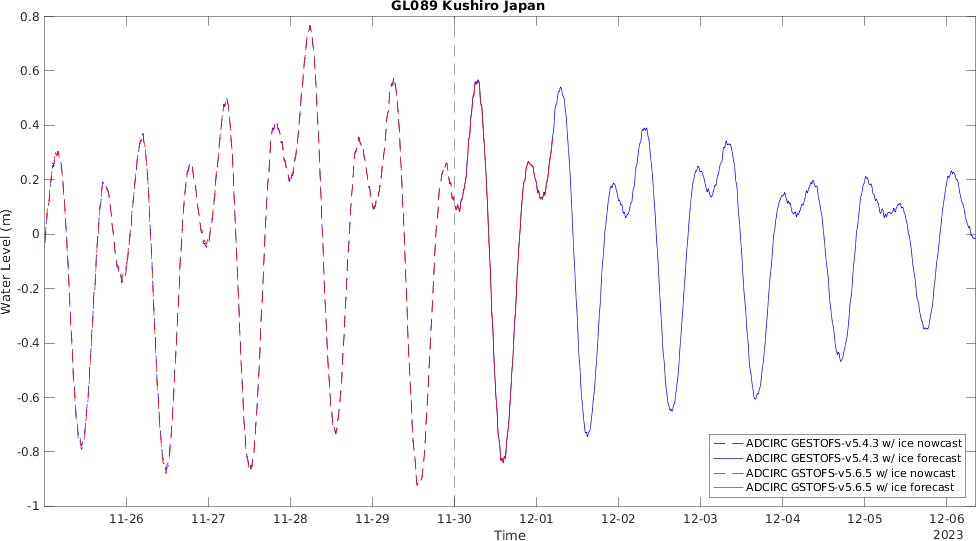 GL089 Kushiro Japan
0.8
0.6
0.4
0.2
0
-0.2
-0.4
-0.6
-0.8
-1
Water Level (m)
ADCIRC GESTOFS-v5.4.3 w/ ice nowcast
ADCIRC GESTOFS-v5.4.3 w/ ice forecast
ADCIRC GSTOFS-v5.6.5 w/ ice nowcast
ADCIRC GSTOFS-v5.6.5 w/ ice forecast
11-26 11-27 11-28 11-29 11-30 12-01 12-02 12-03 12-04 12-05 12-06
Time
2023